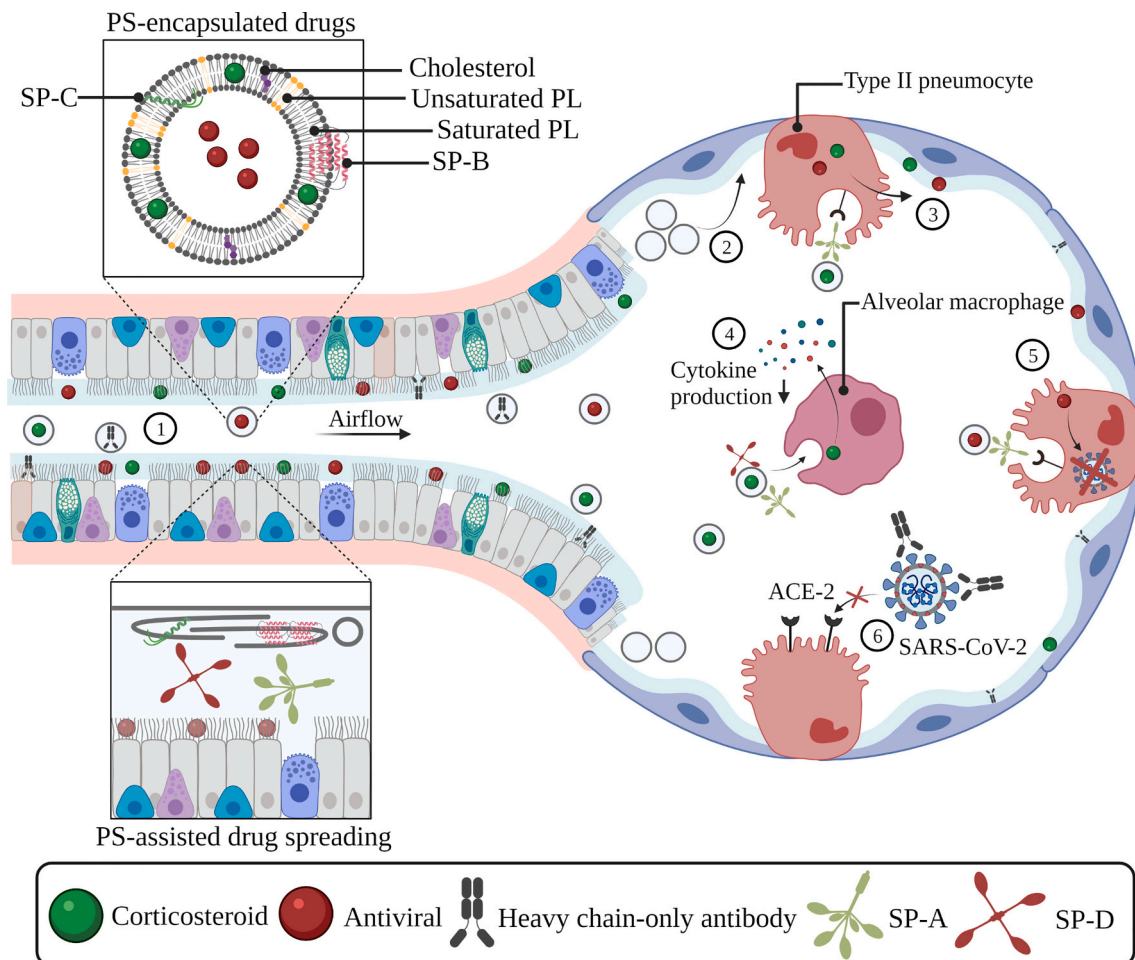 PS-encapsulated drugs
SP-C
Cholesterol
Unsaturated PL
Saturated PL
SP-B
Type II pneumocyte
2
3
Alveolar macrophage
4
Cytokine
production
5
1
Airflow
ACE-2
6
SARS-CoV-2
PS-assisted drug spreading
Corticosteroid
Antiviral
Heavy chain-only antibody
SP-A
SP-D